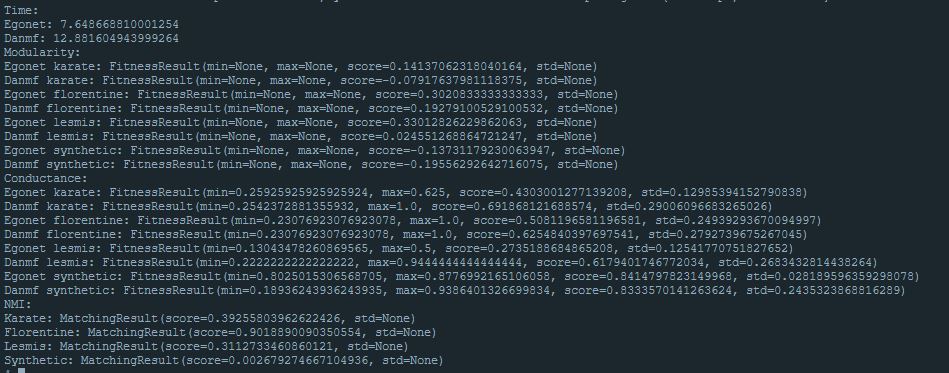 Time:
Egonet: 7.648668810001254
Danmf: 12.881604943999264
Modularity:
Egonet karate: FitnessResult(min=None, max=None, score=0.14137062318040164, std=None)
Danmf karate: FitnessResult(min=None, max=None, score=-0.07917637981118375, std=None)
Egonet florentine: FitnessResult(min=None, max=None, score=0.3020833333333333, std=None)
Danmf florentine: FitnessResult(min=None, max=None, score=0.19279100529100532, std=None)
Egonet lesmis: FitnessResult(min=None, max=None, score=0.33012826229862063, std=None)
Danmf lesmis: FitnessResult(min=None, max=None, score=0.024551268864721247, std=None)
Egonet synthetic: FitnessResult(min=None, max=None, score=-0.13731179230063947, std=None)
Danmf synthetic: FitnessResult(min=None, max=None, score=-0.19556292642716075, std=None)
Conductance:
Egonet karate: FitnessResult(min=0.25925925925925924, max=0.625, score=0.4303001277139208, std=0.12985394152790838)
Danmf karate: FitnessResult(min=0.2542372881355932, max=1.0, score=0.691868121688574, std=0.29006096683265026)
Egonet florentine: FitnessResult(min=0.23076923076923078, max=1.0, score=0.5081196581196581, std=0.24939293670094997)
Danmf florentine: FitnessResult(min=0.23076923076923078, max=1.0, score=0.6254840397697541, std=0.2792739675267045)
Egonet lesmis: FitnessResult(min=0.13043478260869565, max=0.5, score=0.2735188684865208, std=0.12541770751827652)
Danmf lesmis: FitnessResult(min=0.2222222222222222, max=0.9444444444444444, score=0.6179401746772034, std=0.2683432814438264)
Egonet synthetic: FitnessResult(min=0.8025015306568705, max=0.8776992165106058, score=0.8414797823149968, std=0.028189596359298078)
Danmf synthetic: FitnessResult(min=0.18936243936243935, max=0.9386401326699834, score=0.8333570141263624, std=0.2435323868816289)
NMI:
Karate: MatchingResult(score=0.39255803962622426, std=None)
Florentine: MatchingResult(score=0.9018890090350554, std=None)
Lesmis: MatchingResult(score=0.3112733460860121, std=None)
Synthetic: MatchingResult(score=0.002679274667104936, std=None)